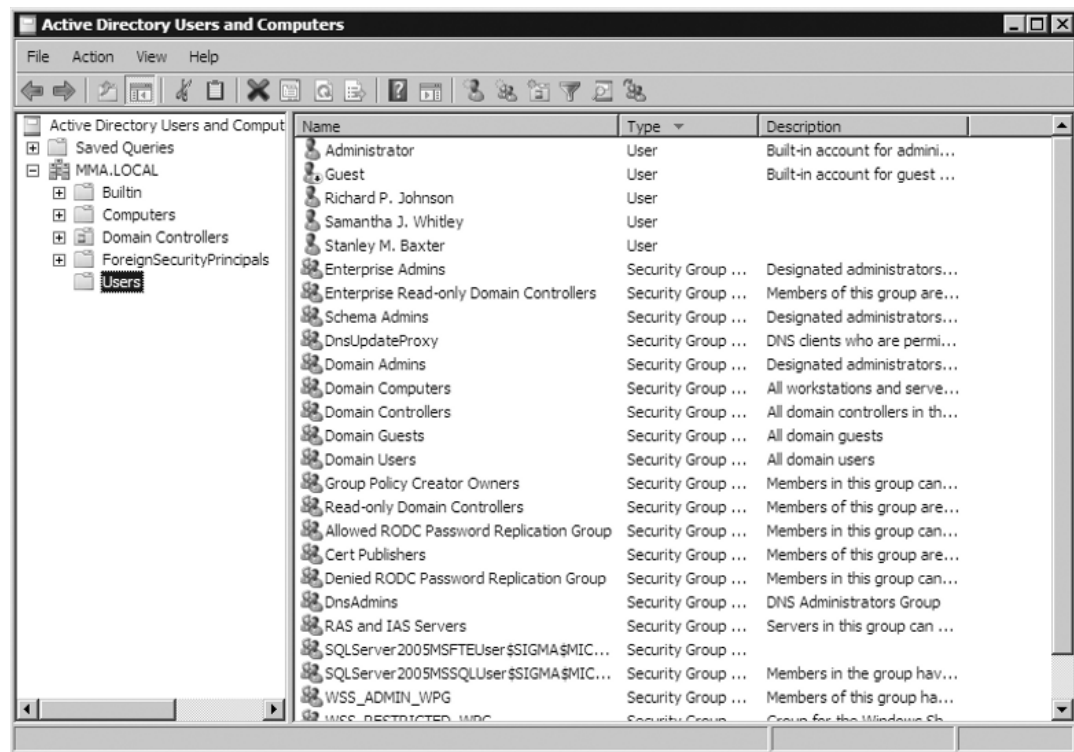 Active Directory Users and Computers
File Action View Help
Active Directory Users and Comput
Saved Queries
MMA.LOCAL
Builtin
Computers
Domain Controllers
ForeignSecurityPrincipals
Users
Name Type Description
Administrator User Built-in account for admini...
Guest User Built-in account for guest ...
Richard P. Johnson User
Samantha J. Whitley User
Stanley M. Baxter User
Enterprise Admins Security Group ... Designated administrators...
Enterprise Read-only Domain Controllers Security Group ... Members of this group are...
Schema Admins Security Group ... Designated administrators...
DnsUpdateProxy Security Group ... DNS clients who are permi...
Domain Admins Security Group ... Designated administrators...
Domain Computers Security Group ... All workstations and serve...
Domain Controllers Security Group ... All domain controllers in th...
Domain Guests Security Group ... All domain guests
Domain Users Security Group ... All domain users
Group Policy Creator Owners Security Group ... Members in this group can...
Read-only Domain Controllers Security Group ... Members of this group are...
Allowed RODC Password Replication Group Security Group ... Members in this group can...
Cert Publishers Security Group ... Members of this group are...
Denied RODC Password Replication Group Security Group ... Members in this group can...
DnsAdmins Security Group ... DNS Administrators Group
RAS and IAS Servers Security Group ... Servers in this group can ...
SQLServer2005MSFTEUser$SIGMA$MIC... Security Group ...
SQLServer2005MSSQLUser$SIGMA$MIC... Security Group ... Members in the group hav...
WSS_ADMIN_WPG Security Group ... Members of this group ha...
WSS_RESTRICTED_WPG Security Group Group for the Windows Sh